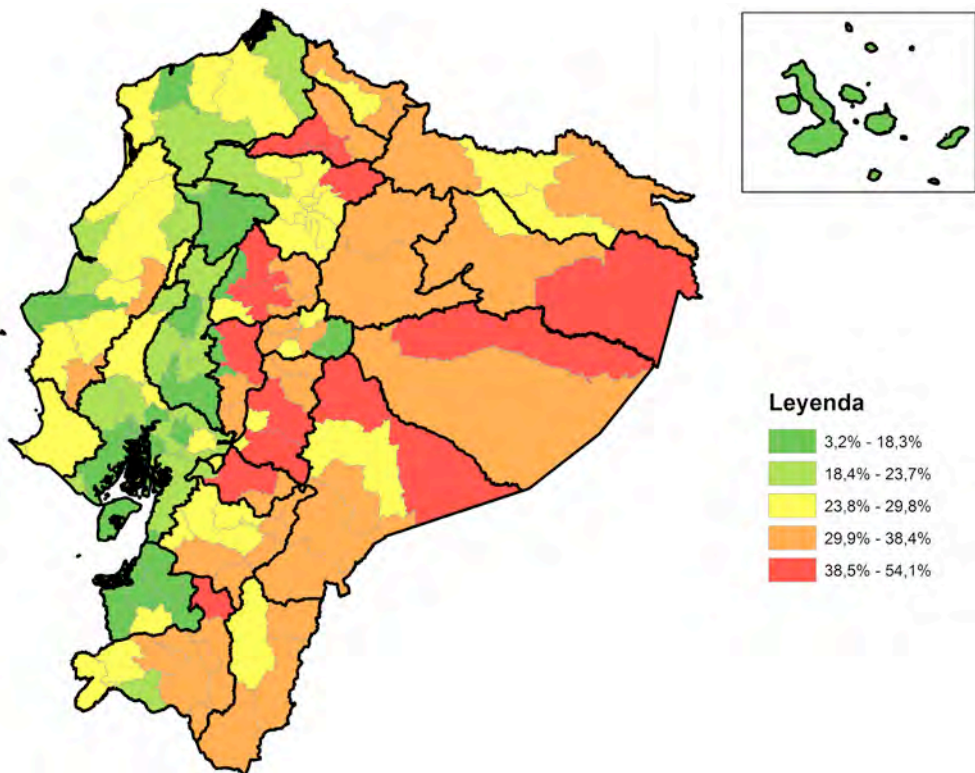 Leyenda
3,2% - 18,3%
18,4% - 23,7%
23,8% - 29,8%
29,9% - 38,4%
38,5% - 54,1%